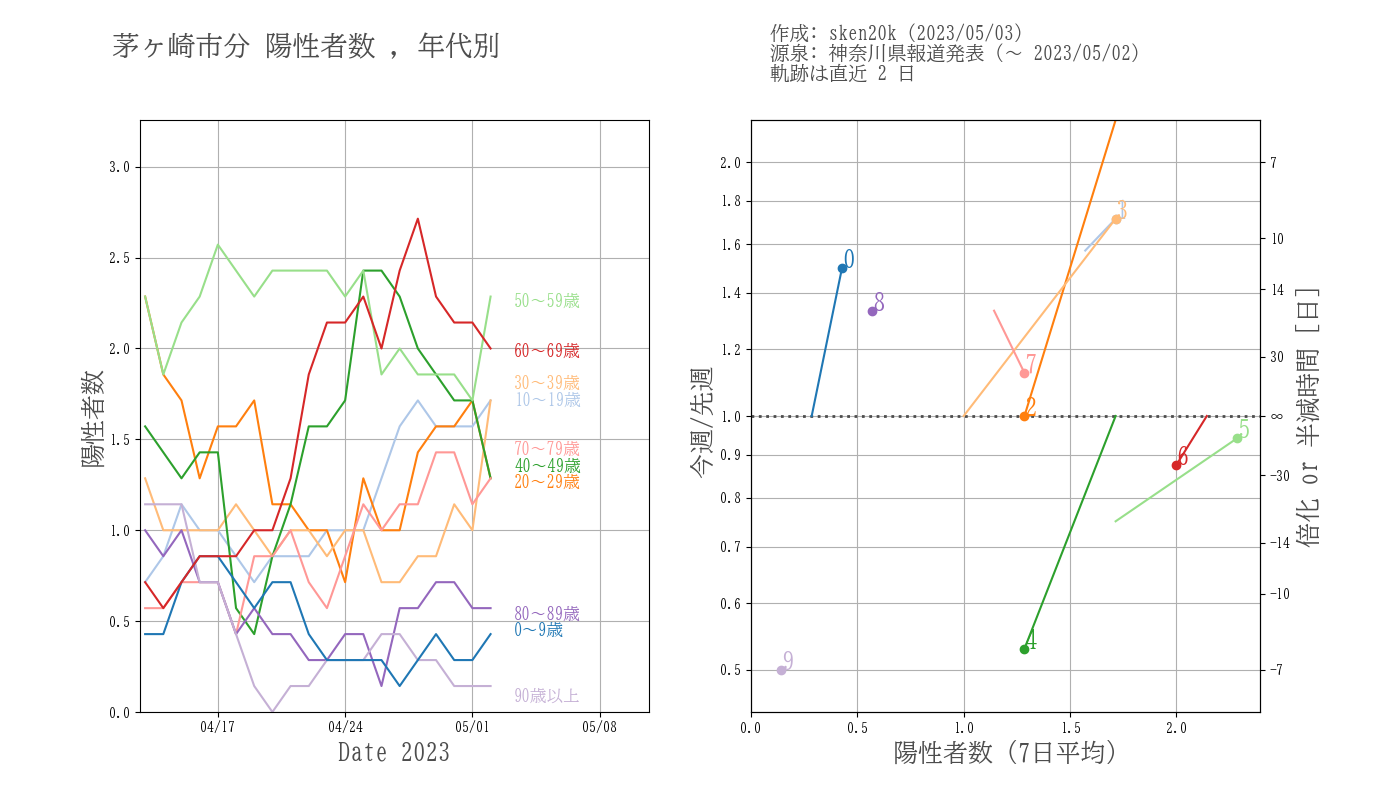 茅ヶ崎市分 陽性者数 , 年代別
作成: sken20k (2023/05/03)
源泉: 神奈川県報道発表 (〜 2023/05/02)
軌跡は直近 2 日
陽性者数
3.0
2.5
2.0
1.5
1.0
0.5
0.0
50〜59歳
60〜69歳
30〜39歳
10〜19歳
70〜79歳
40〜49歳
20〜29歳
80〜89歳
0〜9歳
90歳以上
04/17
04/24
05/01
05/08
Date 2023
今週/先週
2.0
1.8
1.6
1.4
1.2
1.0
0.9
0.8
0.7
0.6
0.5
0
8
3
7
2
5
6
4
9
7
10
14
30
∞
−30
−14
−10
−7
倍化 or 半減時間 [日]
0.0
0.5
1.0
1.5
2.0
陽性者数 (7日平均)